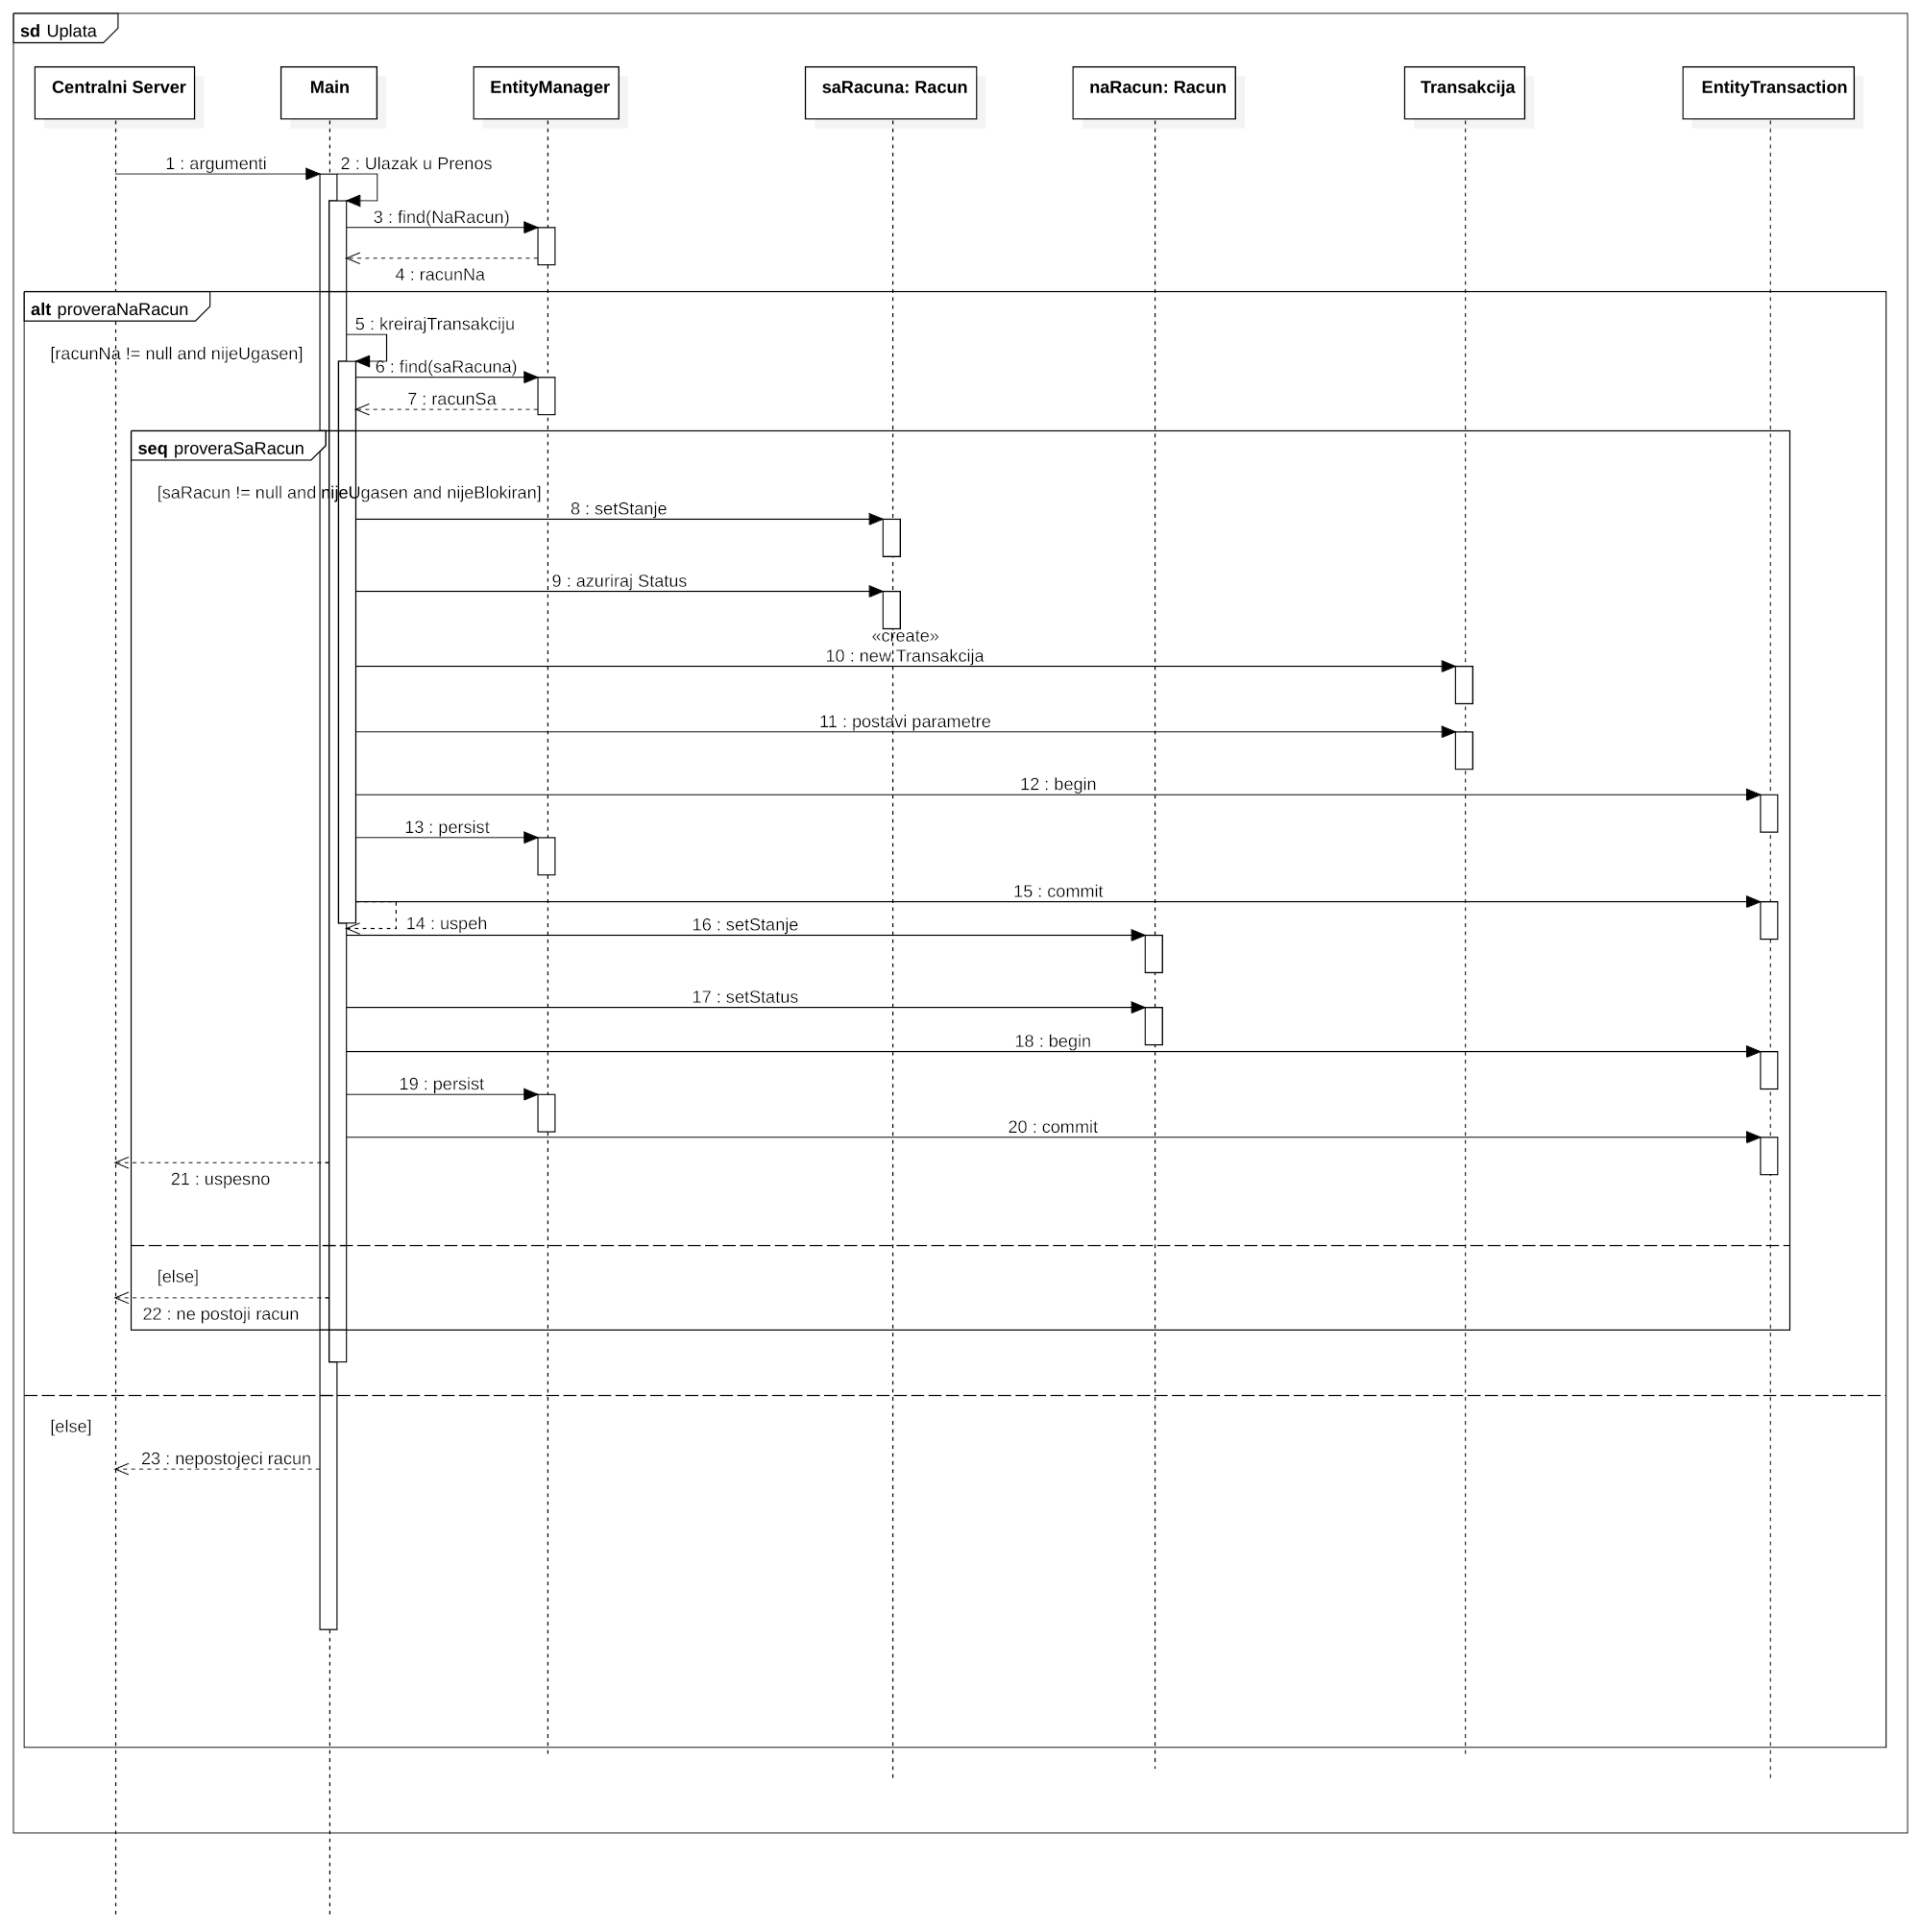 sd Uplata
Centralni Server
Main
EntityManager
saRacuna: Racun
naRacun: Racun
Transakcija
EntityTransaction
1 : argumenti
2 : Ulazak u Prenos
3 : find(NaRacun)
4 : racunNa
alt proveraNaRacun
5 : kreirajTransakciju
[racunNa != null and nijeUgasen]
6 : find(saRacuna)
7 : racunSa
seq proveraSaRacun
[saRacun != null and nijeUgasen and nijeBlokiran]
8 : setStanje
9 : azuriraj Status
«create»
10 : new Transakcija
11 : postavi parametre
12 : begin
13 : persist
15 : commit
14 : uspeh
16 : setStanje
17 : setStatus
18 : begin
19 : persist
20 : commit
21 : uspesno
[else]
22 : ne postoji racun
[else]
23 : nepostojeci racun